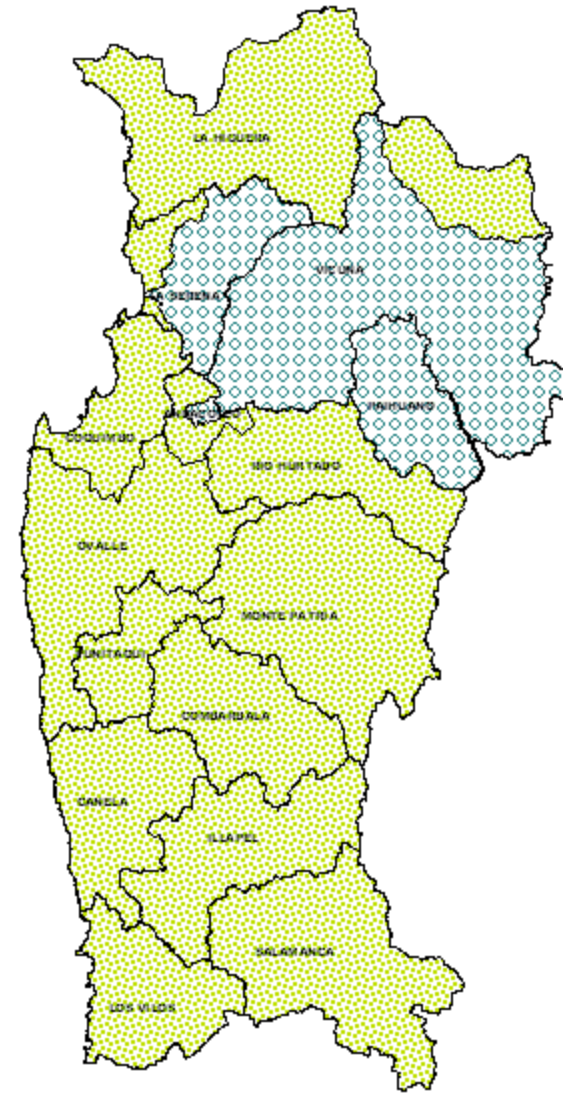 LA HIGUERA
VICUÑA
LA SERENA
PAIHUANO
ANDACOLLO
COQUIMBO
RIO HURTADO
OVALLE
MONTE PATRIA
PUNITAQUI
COMBARBALA
CANELA
ILLAPEL
SALAMANCA
LOS VILOS